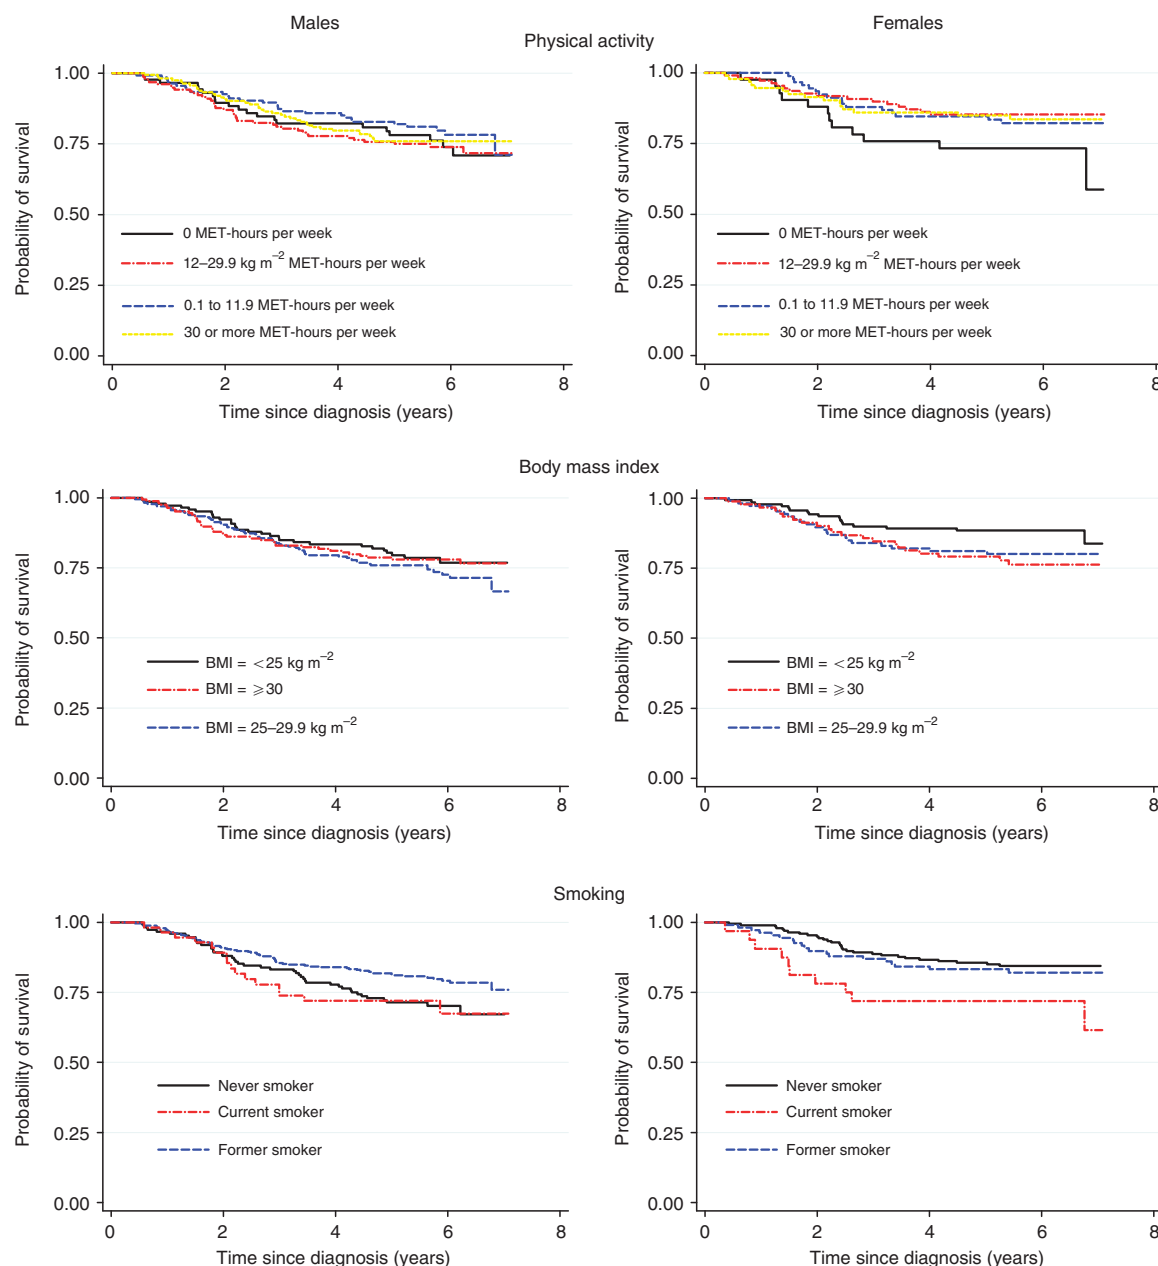 Males
Females
Physical activity
Probability of survival
1.00
0.75
0.50
0.25
0.00
0 MET-hours per week
12–29.9 kg m⁻² MET-hours per week
0.1 to 11.9 MET-hours per week
30 or more MET-hours per week
0 2 4 6 8
Time since diagnosis (years)
Probability of survival
1.00
0.75
0.50
0.25
0.00
0 MET-hours per week
12–29.9 kg m⁻² MET-hours per week
0.1 to 11.9 MET-hours per week
30 or more MET-hours per week
0 2 4 6 8
Time since diagnosis (years)
Body mass index
Probability of survival
1.00
0.75
0.50
0.25
0.00
BMI = <25 kg m⁻²
BMI = ⩾30
BMI = 25–29.9 kg m⁻²
0 2 4 6 8
Time since diagnosis (years)
Probability of survival
1.00
0.75
0.50
0.25
0.00
BMI = <25 kg m⁻²
BMI = ⩾30
BMI = 25–29.9 kg m⁻²
0 2 4 6 8
Time since diagnosis (years)
Smoking
Probability of survival
1.00
0.75
0.50
0.25
0.00
Never smoker
Current smoker
Former smoker
0 2 4 6 8
Time since diagnosis (years)
Probability of survival
1.00
0.75
0.50
0.25
0.00
Never smoker
Current smoker
Former smoker
0 2 4 6 8
Time since diagnosis (years)